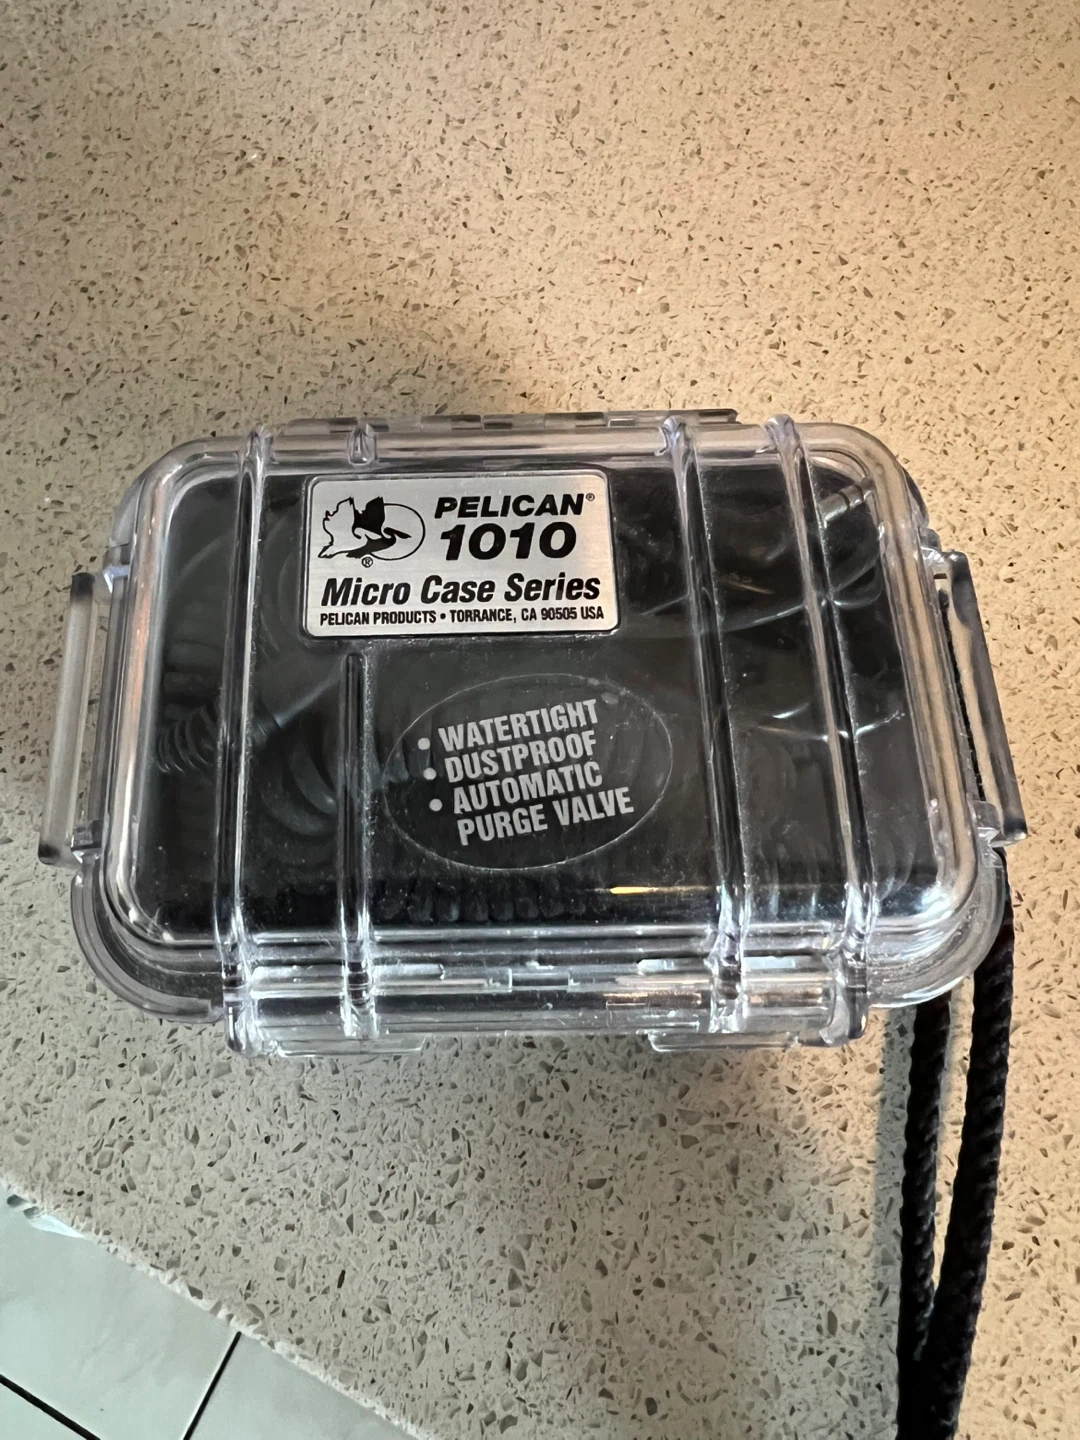 PELICAN®
1010
®
Micro Case Series
PELICAN PRODUCTS • TORRANCE, CA 90505 USA
• WATERTIGHT
• DUSTPROOF
• AUTOMATIC
PURGE VALVE